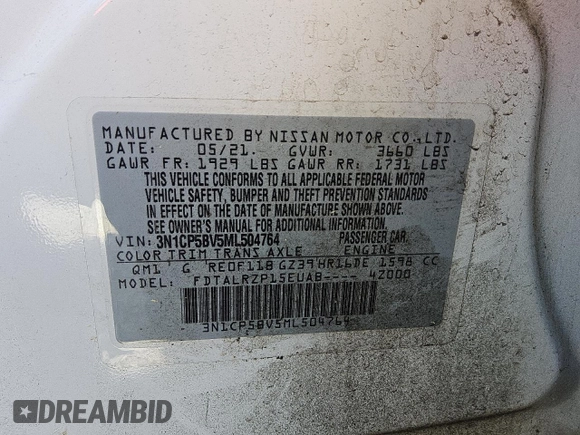 MANUFACTURED BY NISSAN MOTOR CO.,LTD.
DATE: 05/21. GVWR: 3660 LBS
GAWR FR: 1929 LBS GAWR RR: 1731 LBS
THIS VEHICLE CONFORMS TO ALL APPLICABLE FEDERAL MOTOR
VEHICLE SAFETY, BUMPER AND THEFT PREVENTION STANDARDS
IN EFFECT ON THE DATE OF MANUFACTURE SHOWN ABOVE.
SEE OWNER'S MANUAL FOR ADDITIONAL INFORMATION.
VIN: 3N1CP5BV5ML504764 PASSENGER CAR.
COLOR TRIM TRANS AXLE ENGINE
QM1 G RE0F11B GZ39 HR16DE 1598 CC
MODEL: FDTALRZP15EUAB---- 4Z000
3N1CP5BV5ML504764
DREAMBID